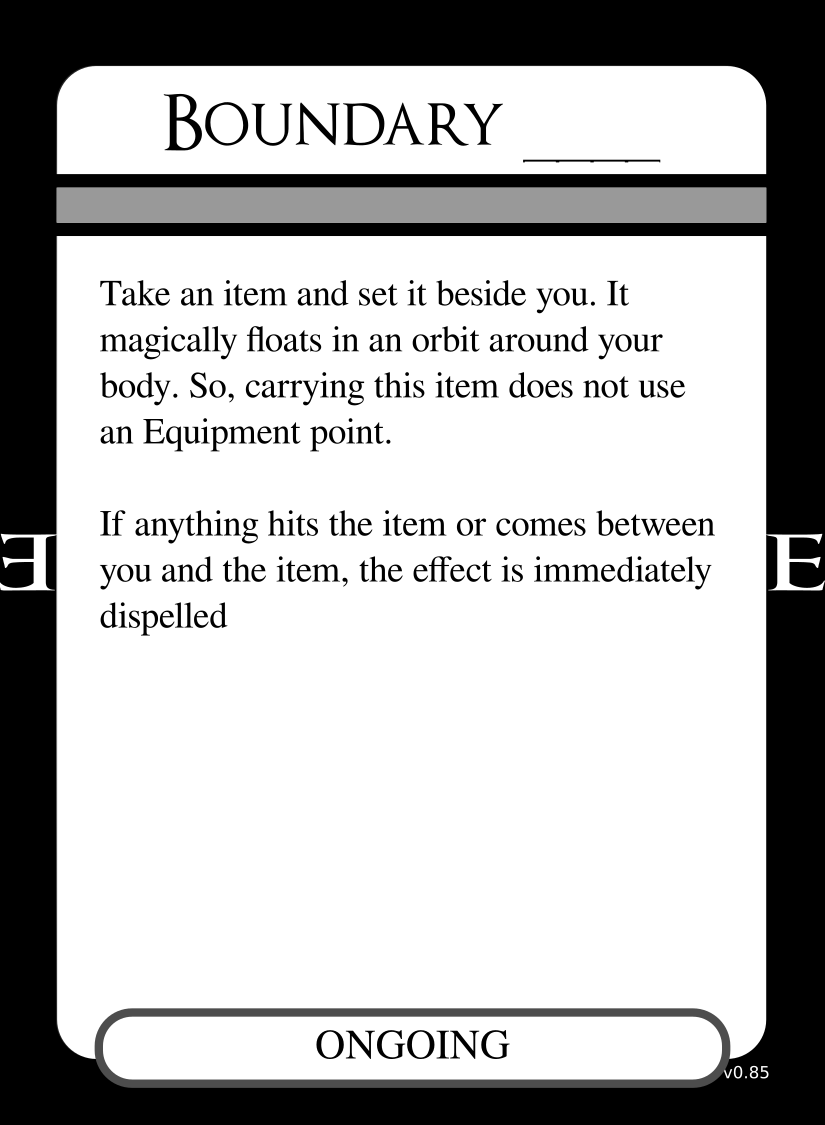 BOUNDARY ____
Take an item and set it beside you. It
magically floats in an orbit around your
body. So, carrying this item does not use
an Equipment point.
If anything hits the item or comes between
you and the item, the effect is immediately
dispelled
E E
ONGOING
v0.85